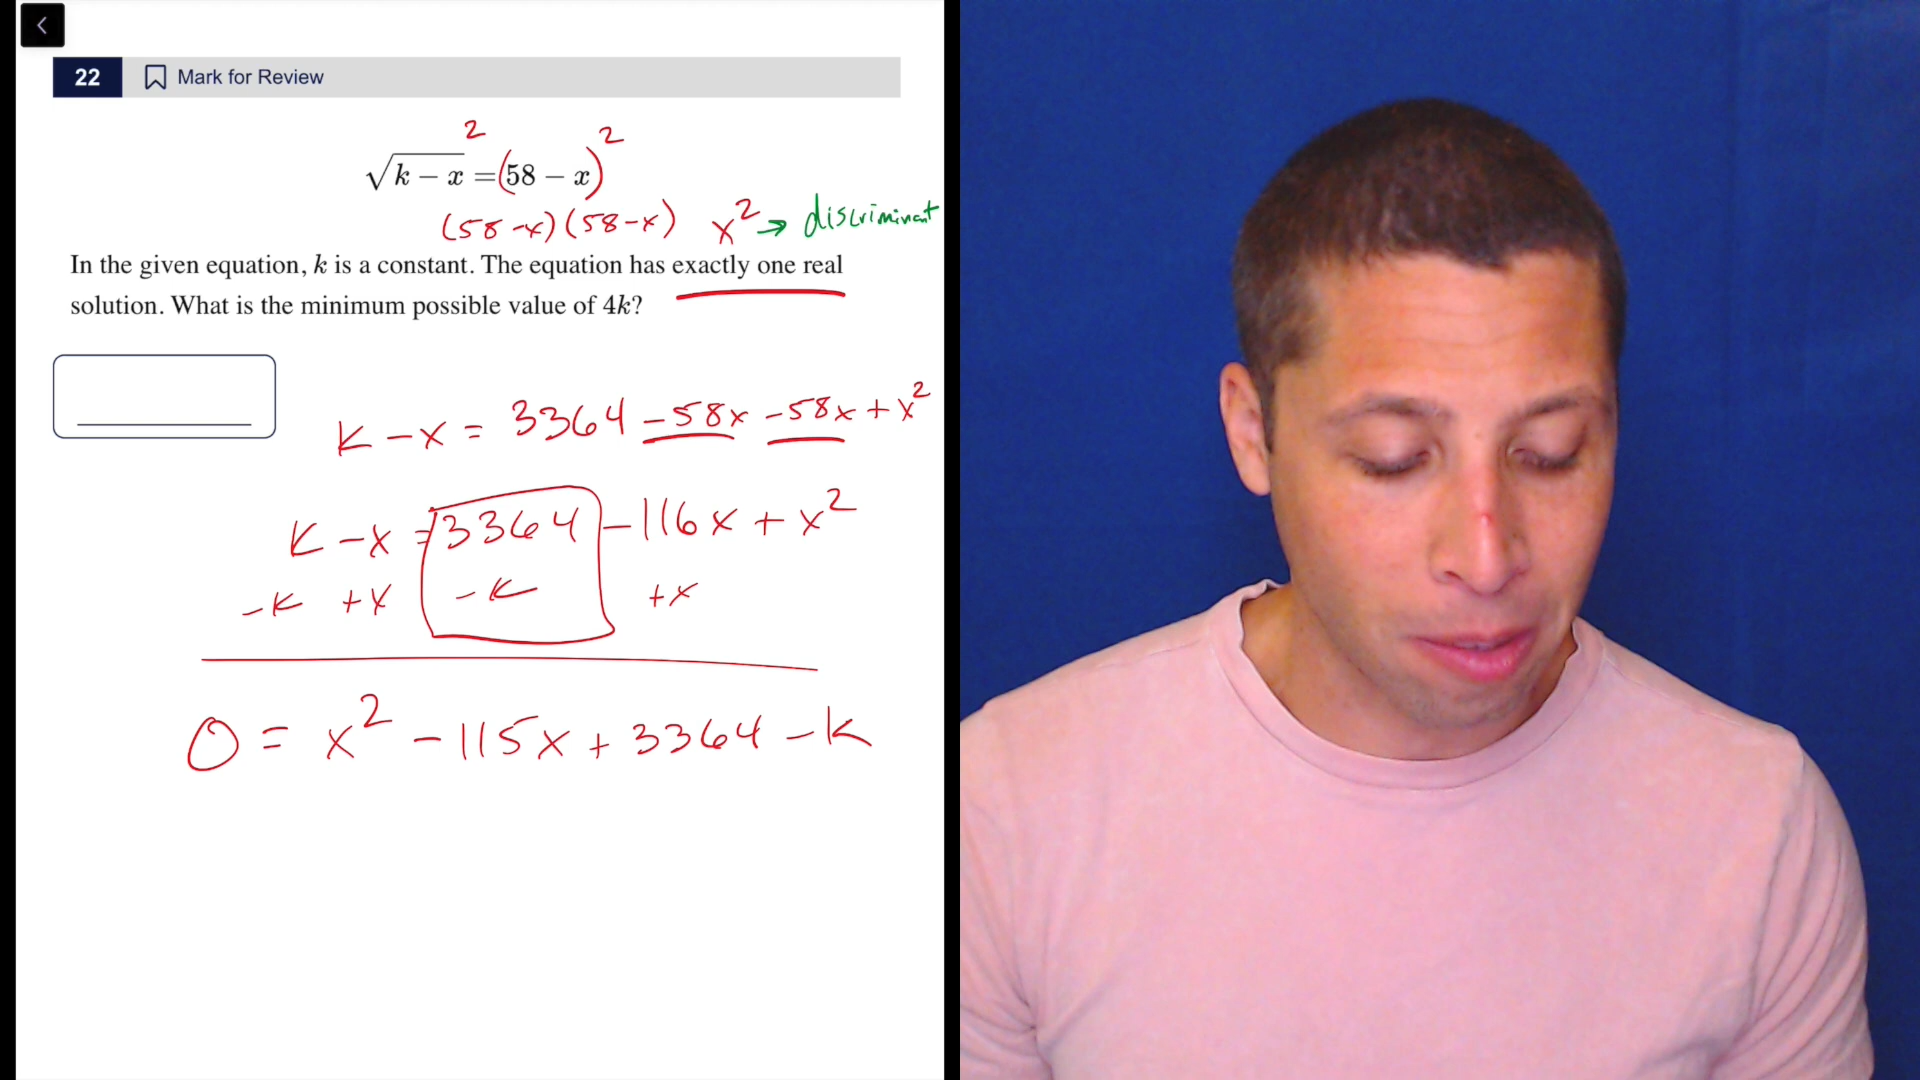 22 Mark for Review
2 2
√k − x = (58 − x)
(58-x)(58-x) x² → discriminant
In the given equation, k is a constant. The equation has exactly one real
solution. What is the minimum possible value of 4k?
k - x = 3364 - 58x - 58x + x²
k - x = 3364 - 116x + x²
-k +x -k +x
0 = x² - 115x + 3364 - k